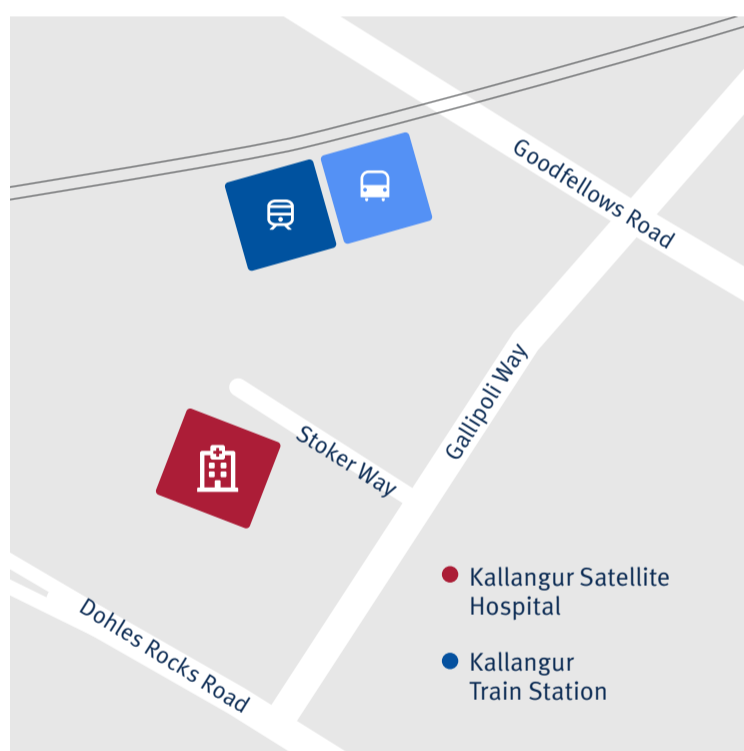 Goodfellows Road
Gallipoli Way
Stoker Way
Dohles Rocks Road
Kallangur Satellite
Hospital
Kallangur
Train Station